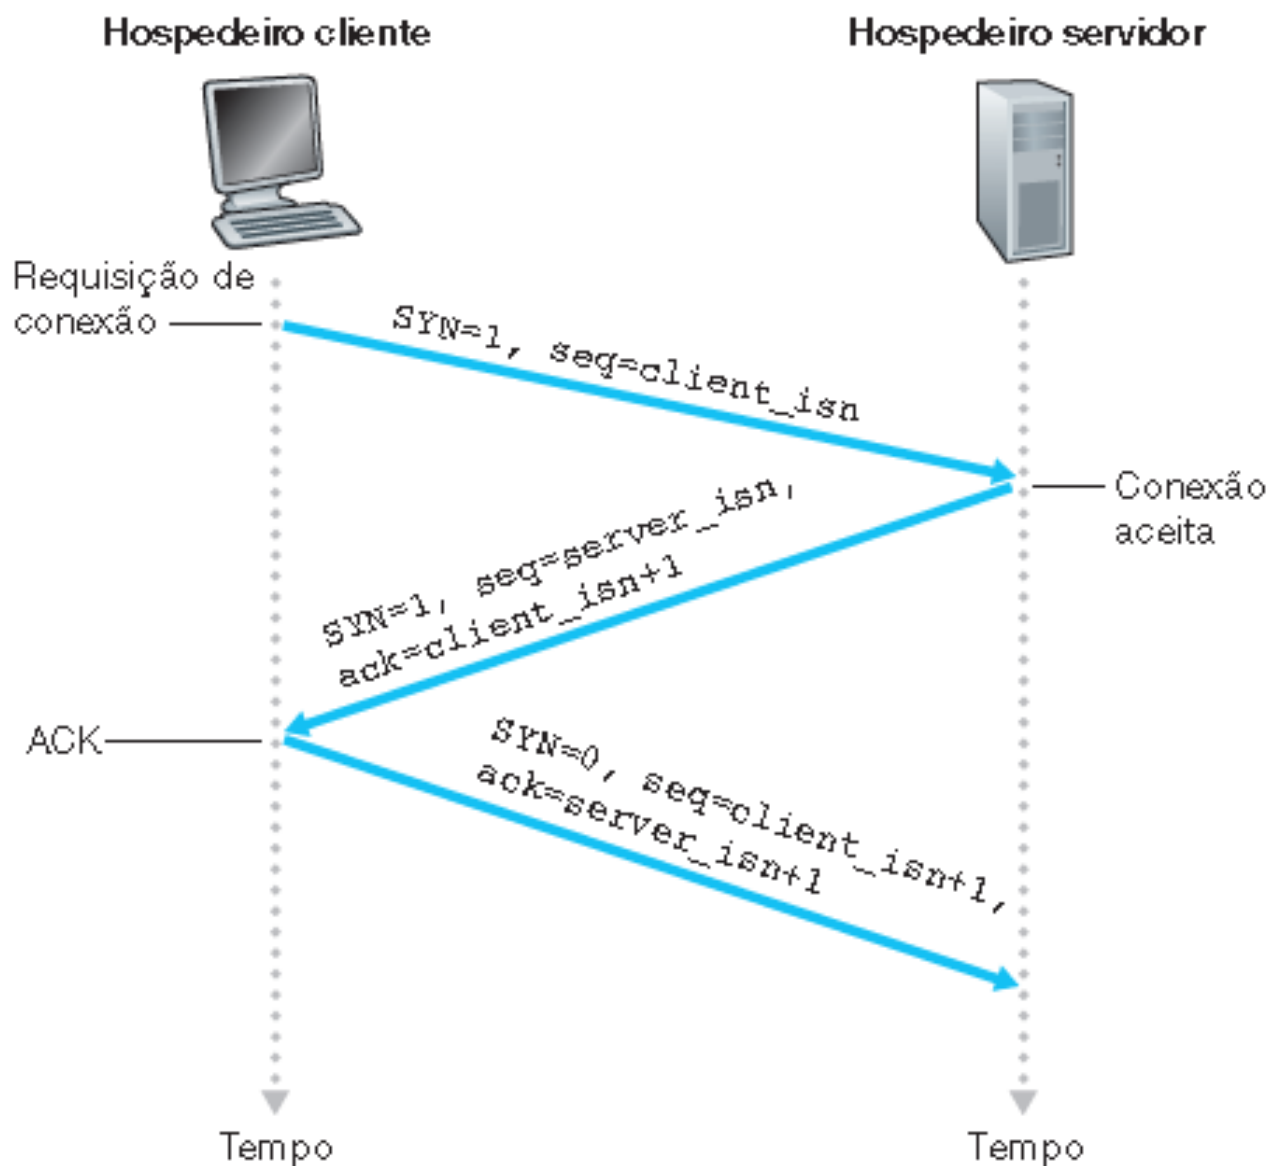 Hospedeiro cliente
Hospedeiro servidor
Requisição de
conexão
SYN=1, seq=client_isn
Conexão
aceita
SYN=1, seq=server_isn,
ack=client_isn+1
ACK
SYN=0, seq=client_isn+1,
ack=server_isn+1
Tempo
Tempo